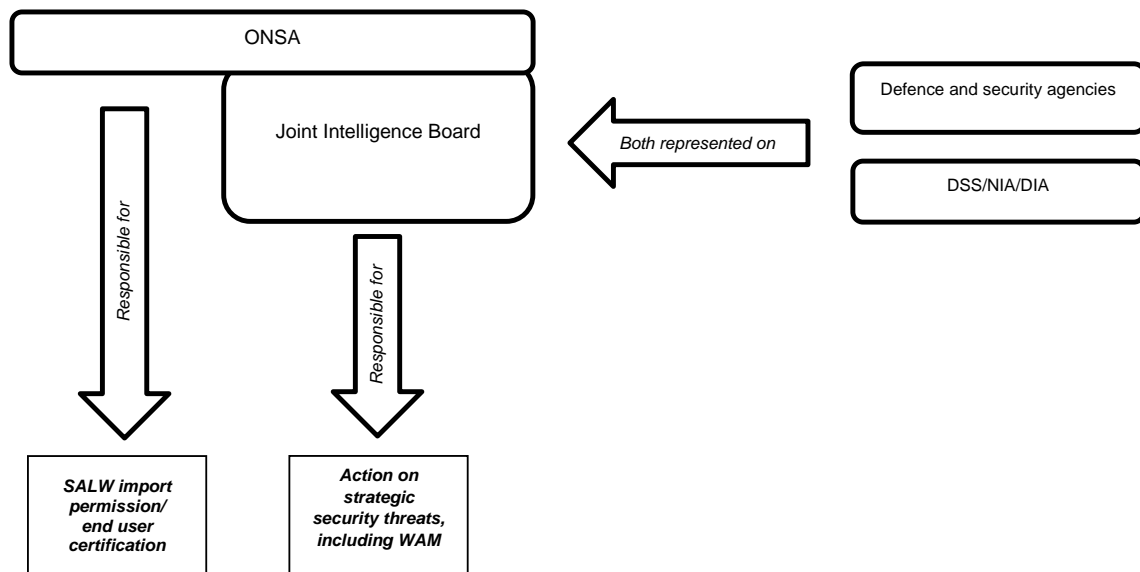 ONSA
Joint Intelligence Board
Defence and security agencies
Both represented on
DSS/NIA/DIA
Responsible for
Responsible for
SALW import
permission/
end user
certification
Action on
strategic
security threats,
including WAM